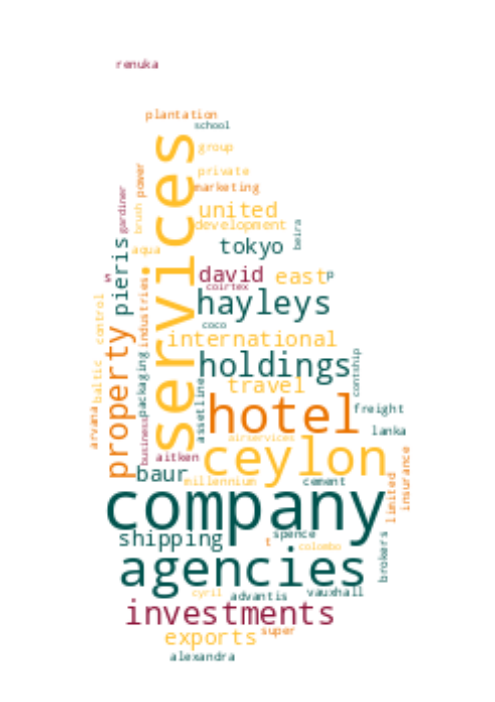 renuka
plantation
school
services
group
private
power
marketing
gardiner
brush
united
development
beira
pieris
tokyo
aqua
david
east
p
s
coirtex
hayleys
control
industries
coco
international
property
holdings
contship
packaging
travel
baltic
assetline
hotel
freight
arvana
business
lanka
airservices
aitken
ceylon
baur
millennium
cement
insurance
limited
company
shipping
spence
t
colombo
brokers
agencies
cyril
advantis
vauxhall
investments
exports
super
alexandra